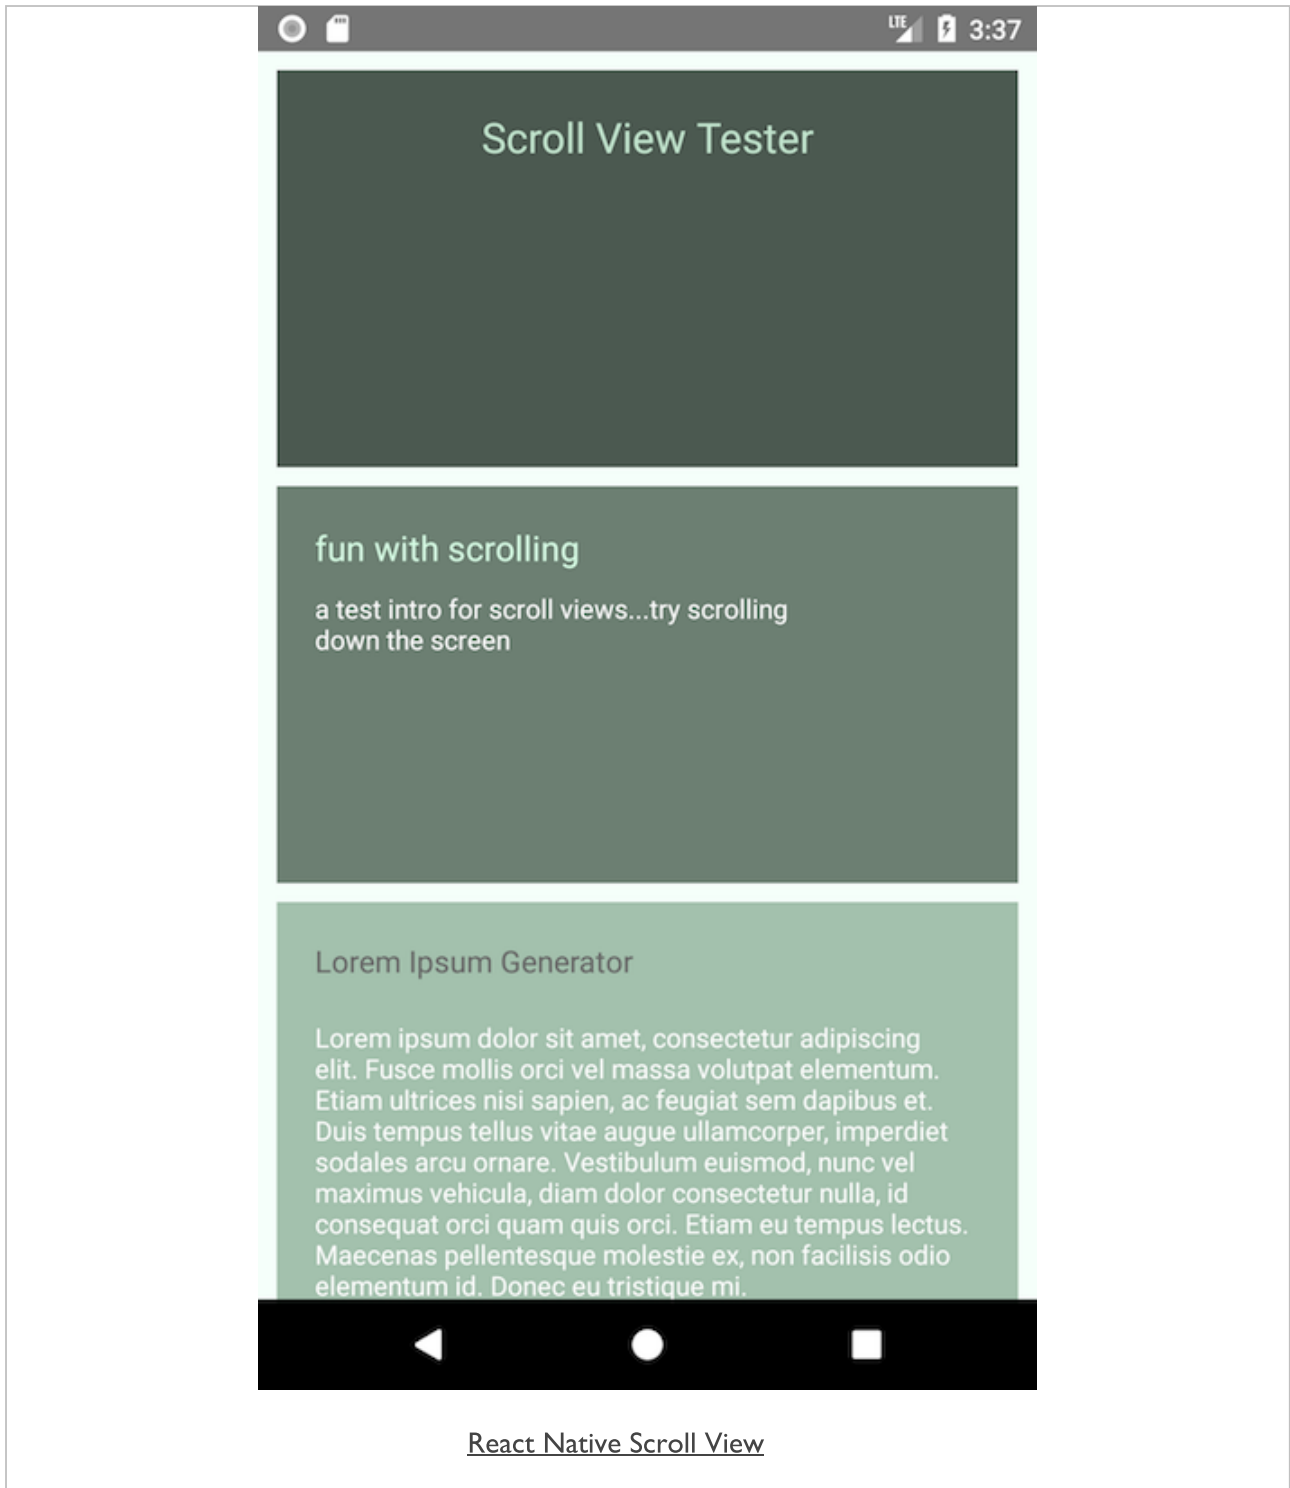 LTE 3:37
Scroll View Tester
fun with scrolling
a test intro for scroll views...try scrolling
down the screen
Lorem Ipsum Generator
Lorem ipsum dolor sit amet, consectetur adipiscing
elit. Fusce mollis orci vel massa volutpat elementum.
Etiam ultrices nisi sapien, ac feugiat sem dapibus et.
Duis tempus tellus vitae augue ullamcorper, imperdiet
sodales arcu ornare. Vestibulum euismod, nunc vel
maximus vehicula, diam dolor consectetur nulla, id
consequat orci quam quis orci. Etiam eu tempus lectus.
Maecenas pellentesque molestie ex, non facilisis odio
elementum id. Donec eu tristique mi.
React Native Scroll View